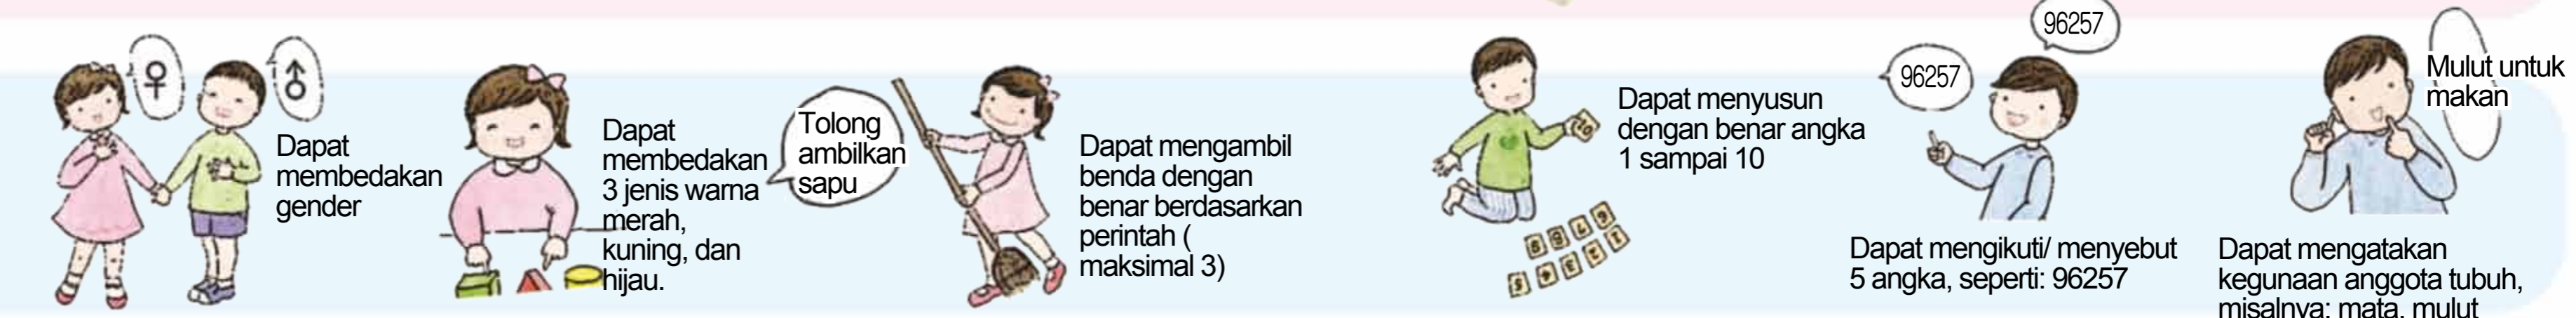 ♀
♂
Dapat
membedakan
gender
Dapat
membedakan
3 jenis warna
merah,
kuning, dan
hijau.
Tolong
ambilkan
sapu
Dapat mengambil
benda dengan
benar berdasarkan
perintah (
maksimal 3)
Dapat menyusun
dengan benar angka
1 sampai 10
96257
96257
Dapat mengikuti/ menyebut
5 angka, seperti: 96257
Mulut untuk
makan
Dapat mengatakan
kegunaan anggota tubuh,
misalnya: mata, mulut